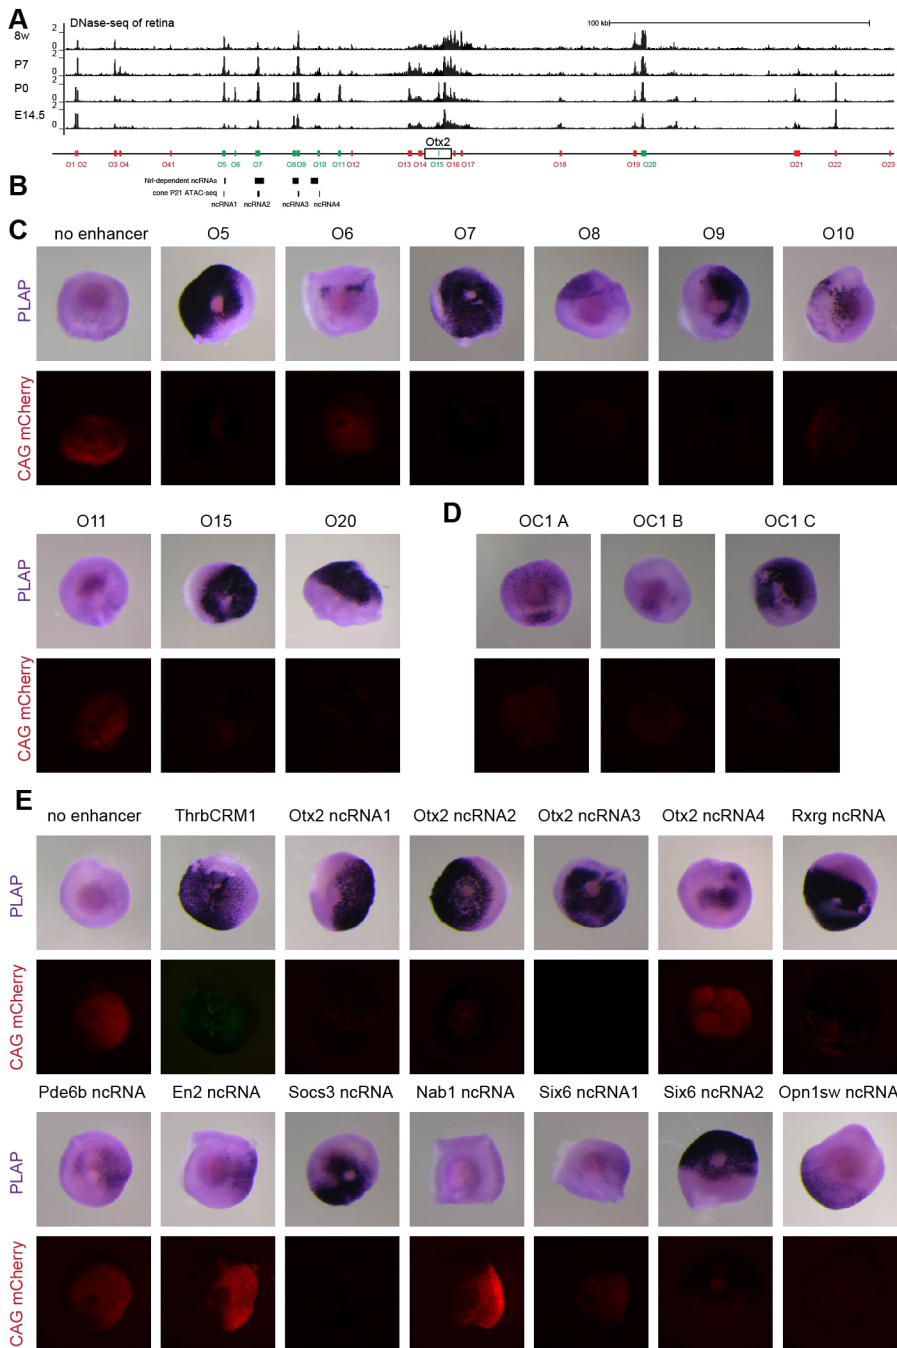 A
DNase-seq of retina
100 kb
8w
2
0
P7
2
0
P0
2
0
E14.5
2
0
Otx2
O1 O2 O3 O4 O41 O5 O6 O7 O8 O9 O10 O11 O12 O13 O14 O15 O16 O17 O18 O19 O20 O21 O22 O23
B
Nrl-dependent ncRNAs
cone P21 ATAC-seq
ncRNA1 ncRNA2 ncRNA3 ncRNA4
C
no enhancer O5 O6 O7 O8 O9 O10
PLAP
CAG mCherry
O11 O15 O20
PLAP
CAG mCherry
D
OC1 A OC1 B OC1 C
E
no enhancer ThrbCRM1 Otx2 ncRNA1 Otx2 ncRNA2 Otx2 ncRNA3 Otx2 ncRNA4 Rxrg ncRNA
PLAP
CAG mCherry
Pde6b ncRNA En2 ncRNA Socs3 ncRNA Nab1 ncRNA Six6 ncRNA1 Six6 ncRNA2 Opn1sw ncRNA
PLAP
CAG mCherry